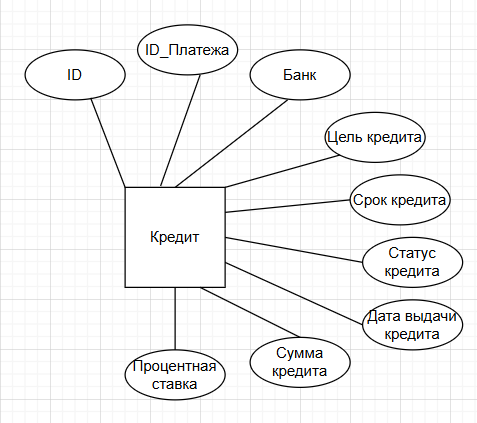 ID
ID_Платежа
Банк
Цель кредита
Срок кредита
Кредит
Статус
кредита
Дата выдачи
кредита
Сумма
кредита
Процентная
ставка